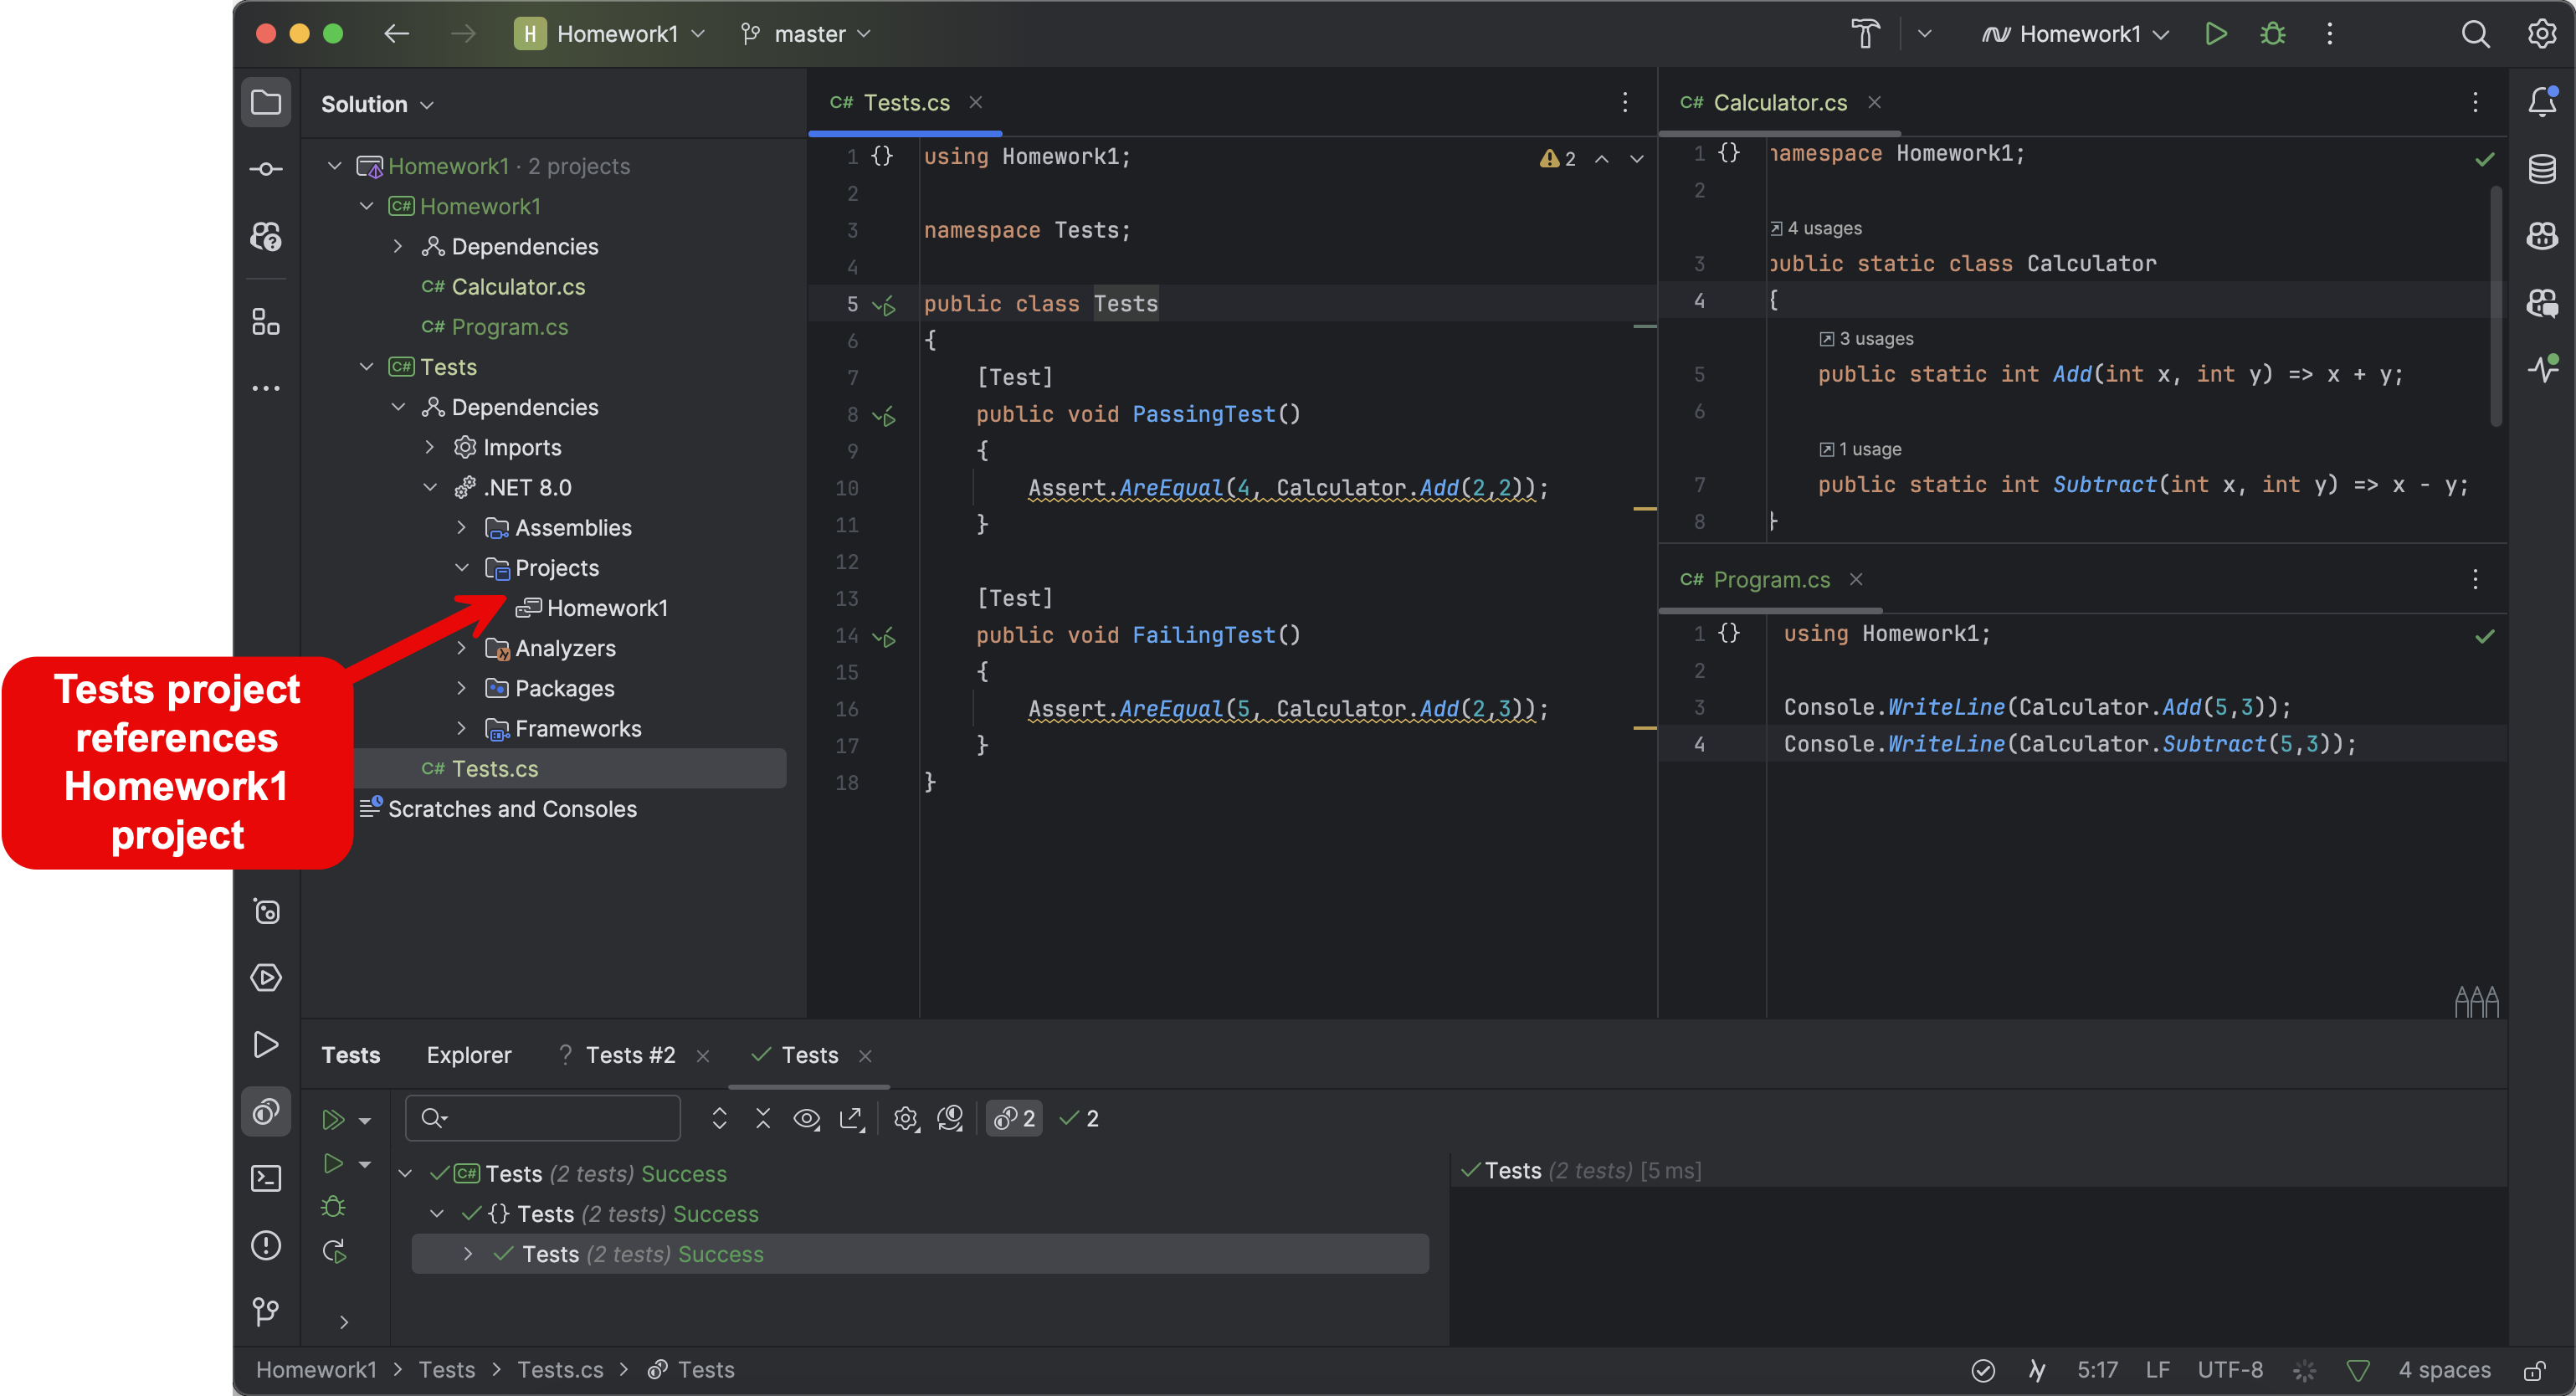 H Homework1 master Homework1
Solution
Homework1 · 2 projects
C# Homework1
Dependencies
C# Calculator.cs
C# Program.cs
C# Tests
Dependencies
Imports
.NET 8.0
Assemblies
Projects
Homework1
Analyzers
Packages
Frameworks
C# Tests.cs
Scratches and Consoles
Tests project
references
Homework1
project
C# Tests.cs
2
1 {} using Homework1;
2
3 namespace Tests;
4
5 public class Tests
6 {
7 [Test]
8 public void PassingTest()
9 {
10 Assert.AreEqual(4, Calculator.Add(2,2));
11 }
12
13 [Test]
14 public void FailingTest()
15 {
16 Assert.AreEqual(5, Calculator.Add(2,3));
17 }
18 }
C# Calculator.cs
1 {} namespace Homework1;
2
4 usages
3 public static class Calculator
4 {
3 usages
5 public static int Add(int x, int y) => x + y;
6
1 usage
7 public static int Subtract(int x, int y) => x - y;
8 }
C# Program.cs
1 {} using Homework1;
2
3 Console.WriteLine(Calculator.Add(5,3));
4 Console.WriteLine(Calculator.Subtract(5,3));
Tests Explorer ? Tests #2 Tests
2 2
C# Tests (2 tests) Success
{} Tests (2 tests) Success
Tests (2 tests) Success
Tests (2 tests) [5 ms]
Homework1 > Tests > Tests.cs > Tests
5:17 LF UTF-8 4 spaces